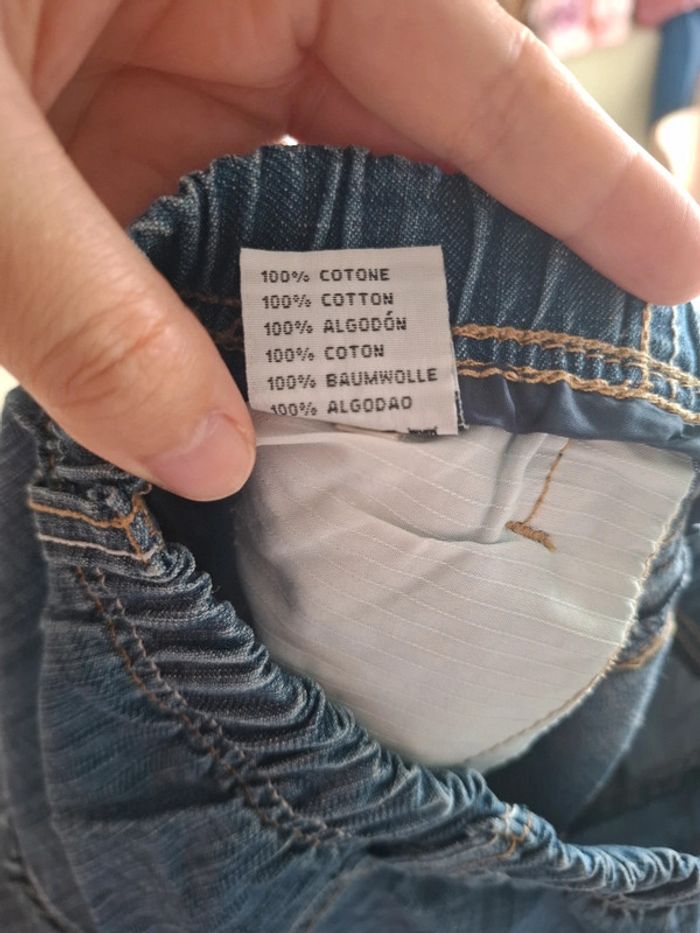 100% COTONE
100% COTTON
100% ALGODÓN
100% COTON
100% BAUMWOLLE
100% ALGODAO